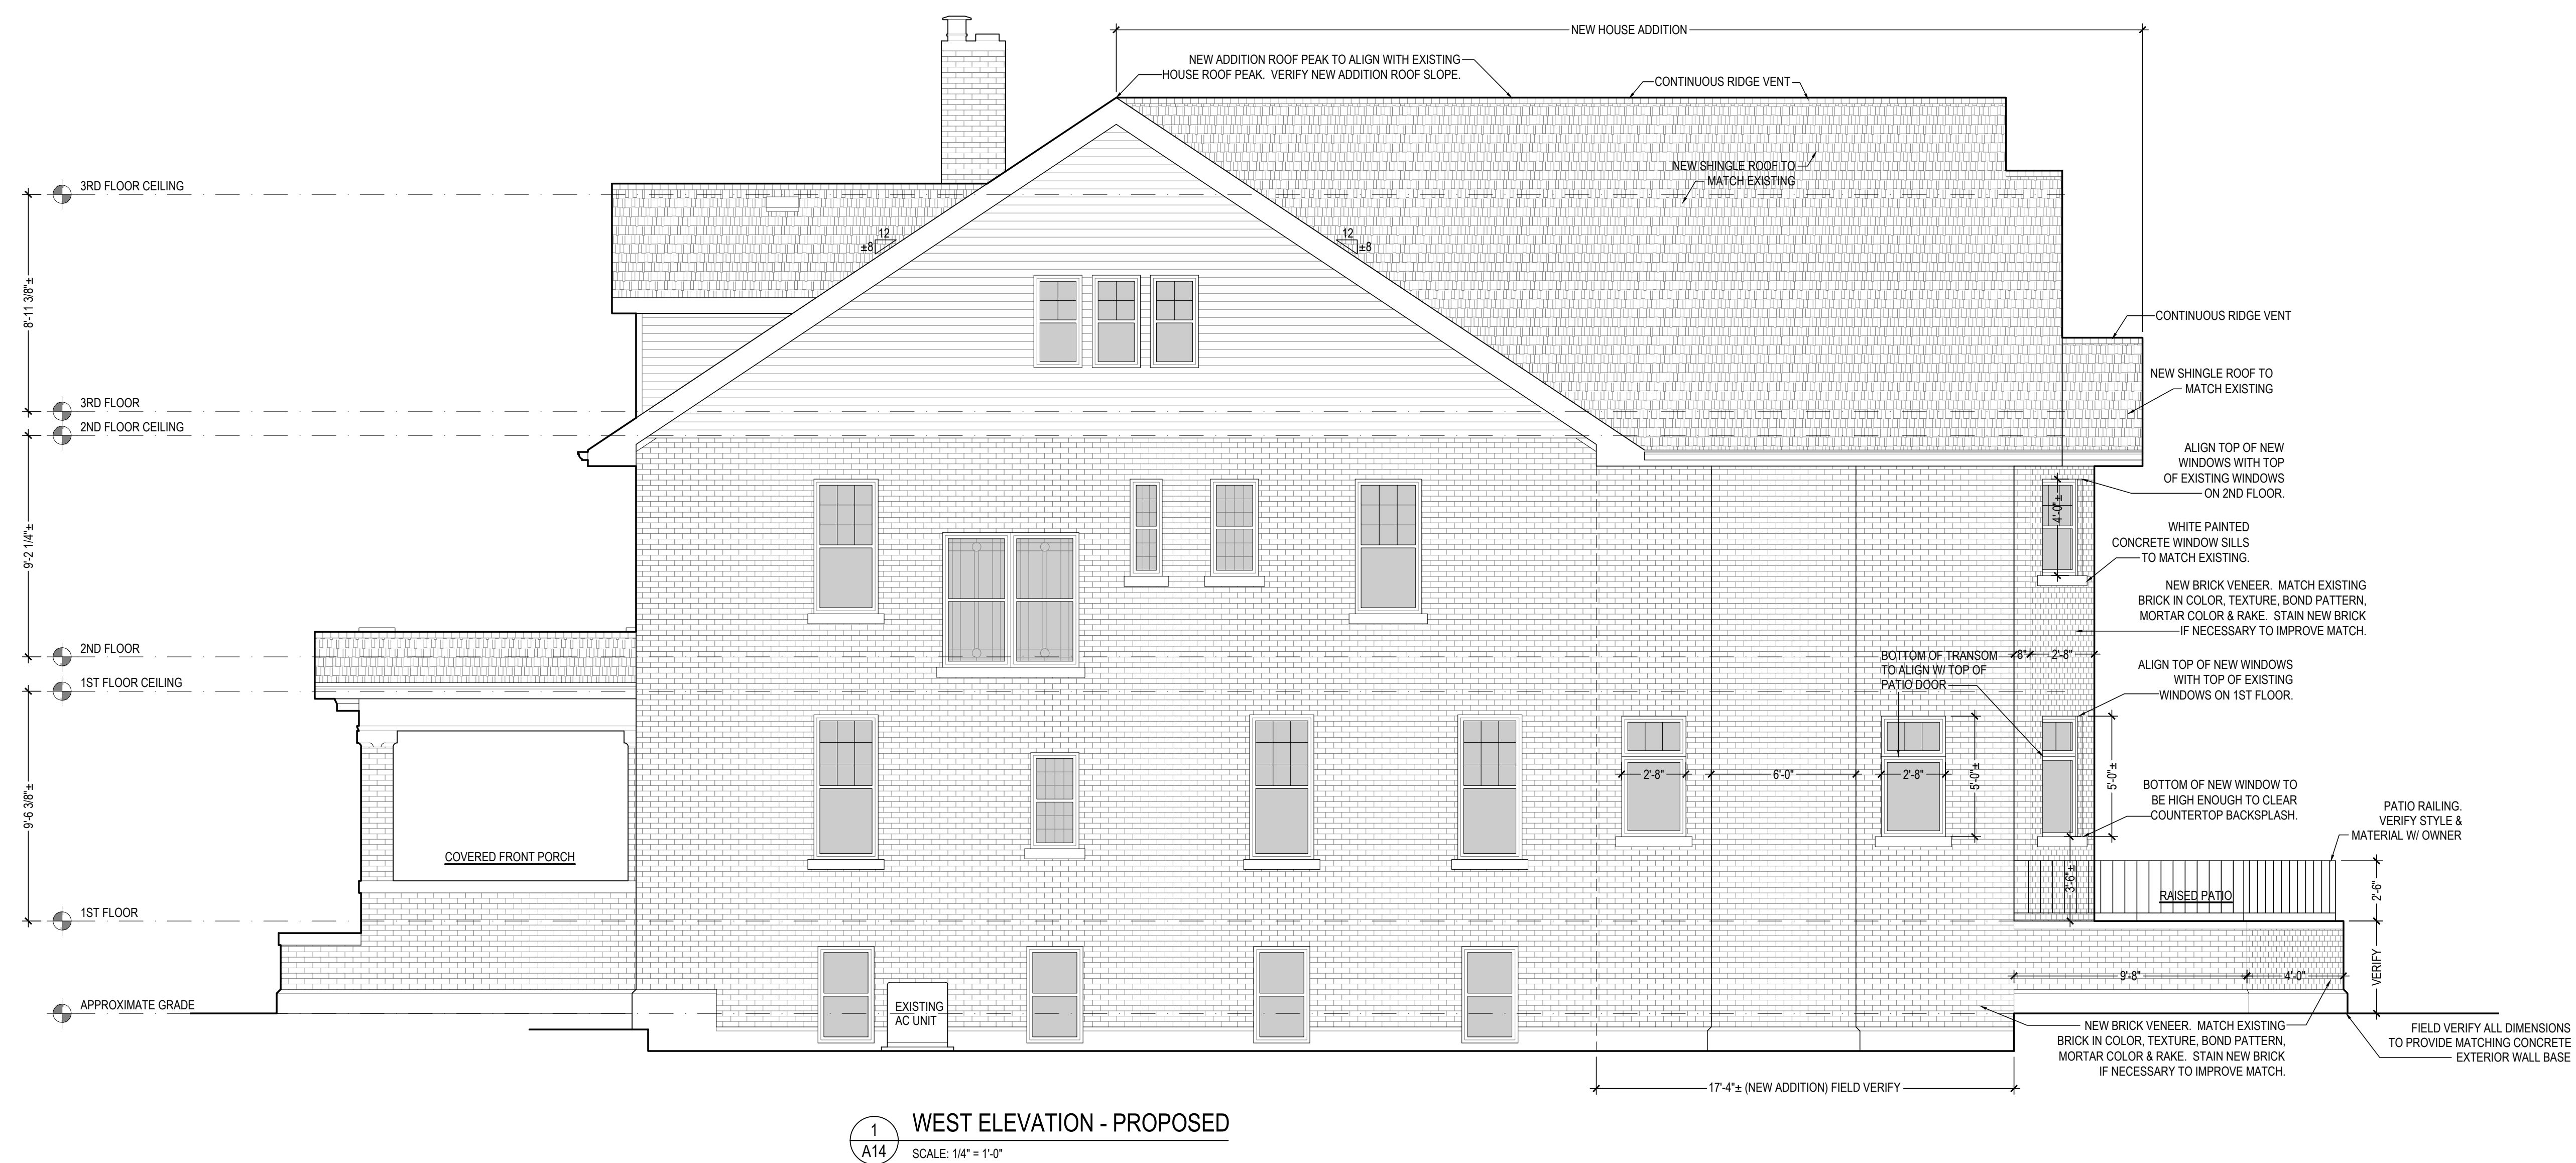 NEW HOUSE ADDITION
NEW ADDITION ROOF PEAK TO ALIGN WITH EXISTING
HOUSE ROOF PEAK.  VERIFY NEW ADDITION ROOF SLOPE.
CONTINUOUS RIDGE VENT
NEW SHINGLE ROOF TO
MATCH EXISTING
3RD FLOOR CEILING
12
±8
12
±8
8'-11 3/8"±
CONTINUOUS RIDGE VENT
NEW SHINGLE ROOF TO
MATCH EXISTING
3RD FLOOR
2ND FLOOR CEILING
ALIGN TOP OF NEW
WINDOWS WITH TOP
OF EXISTING WINDOWS
ON 2ND FLOOR.
4'-0"±
WHITE PAINTED
CONCRETE WINDOW SILLS
TO MATCH EXISTING.
9'-2 1/4"±
NEW BRICK VENEER.  MATCH EXISTING
BRICK IN COLOR, TEXTURE, BOND PATTERN,
MORTAR COLOR & RAKE.  STAIN NEW BRICK
IF NECESSARY TO IMPROVE MATCH.
2ND FLOOR
8"
2'-8"
BOTTOM OF TRANSOM
TO ALIGN W/ TOP OF
PATIO DOOR
ALIGN TOP OF NEW WINDOWS
WITH TOP OF EXISTING
WINDOWS ON 1ST FLOOR.
1ST FLOOR CEILING
2'-8"
6'-0"
2'-8"
5'-0"±
5'-0"±
BOTTOM OF NEW WINDOW TO
BE HIGH ENOUGH TO CLEAR
COUNTERTOP BACKSPLASH.
PATIO RAILING.
VERIFY STYLE &
MATERIAL W/ OWNER
9'-6 3/8"±
COVERED FRONT PORCH
3'-6"±
RAISED PATIO
2'-6"
1ST FLOOR
VERIFY
9'-8"
4'-0"
APPROXIMATE GRADE
EXISTING
AC UNIT
NEW BRICK VENEER.  MATCH EXISTING
BRICK IN COLOR, TEXTURE, BOND PATTERN,
MORTAR COLOR & RAKE.  STAIN NEW BRICK
IF NECESSARY TO IMPROVE MATCH.
FIELD VERIFY ALL DIMENSIONS
TO PROVIDE MATCHING CONCRETE
EXTERIOR WALL BASE
17'-4"± (NEW ADDITION) FIELD VERIFY
1
A14
WEST ELEVATION - PROPOSED
SCALE: 1/4" = 1'-0"